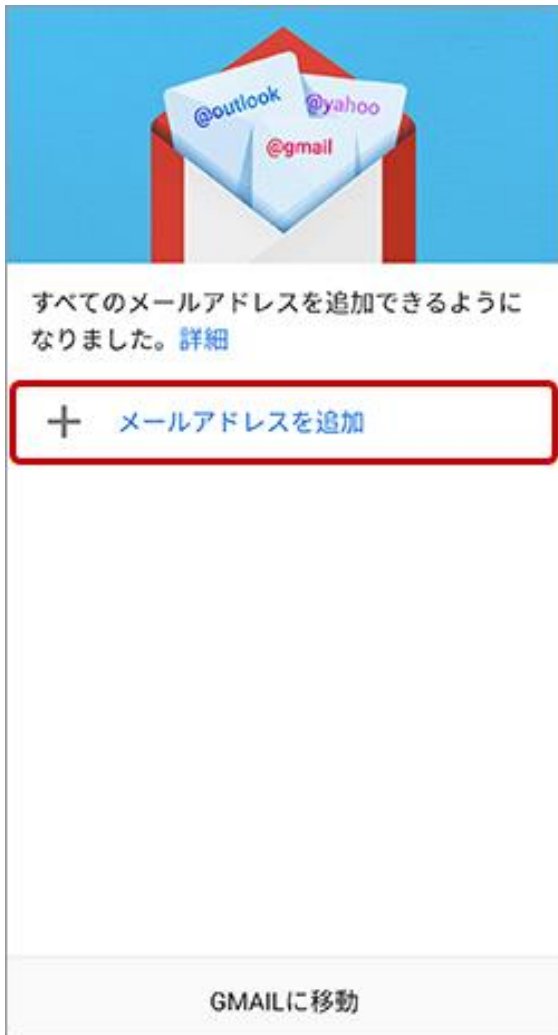 @outlook
@yahoo
@gmail
すべてのメールアドレスを追加できるように
なりました。詳細
メールアドレスを追加
GMAILに移動